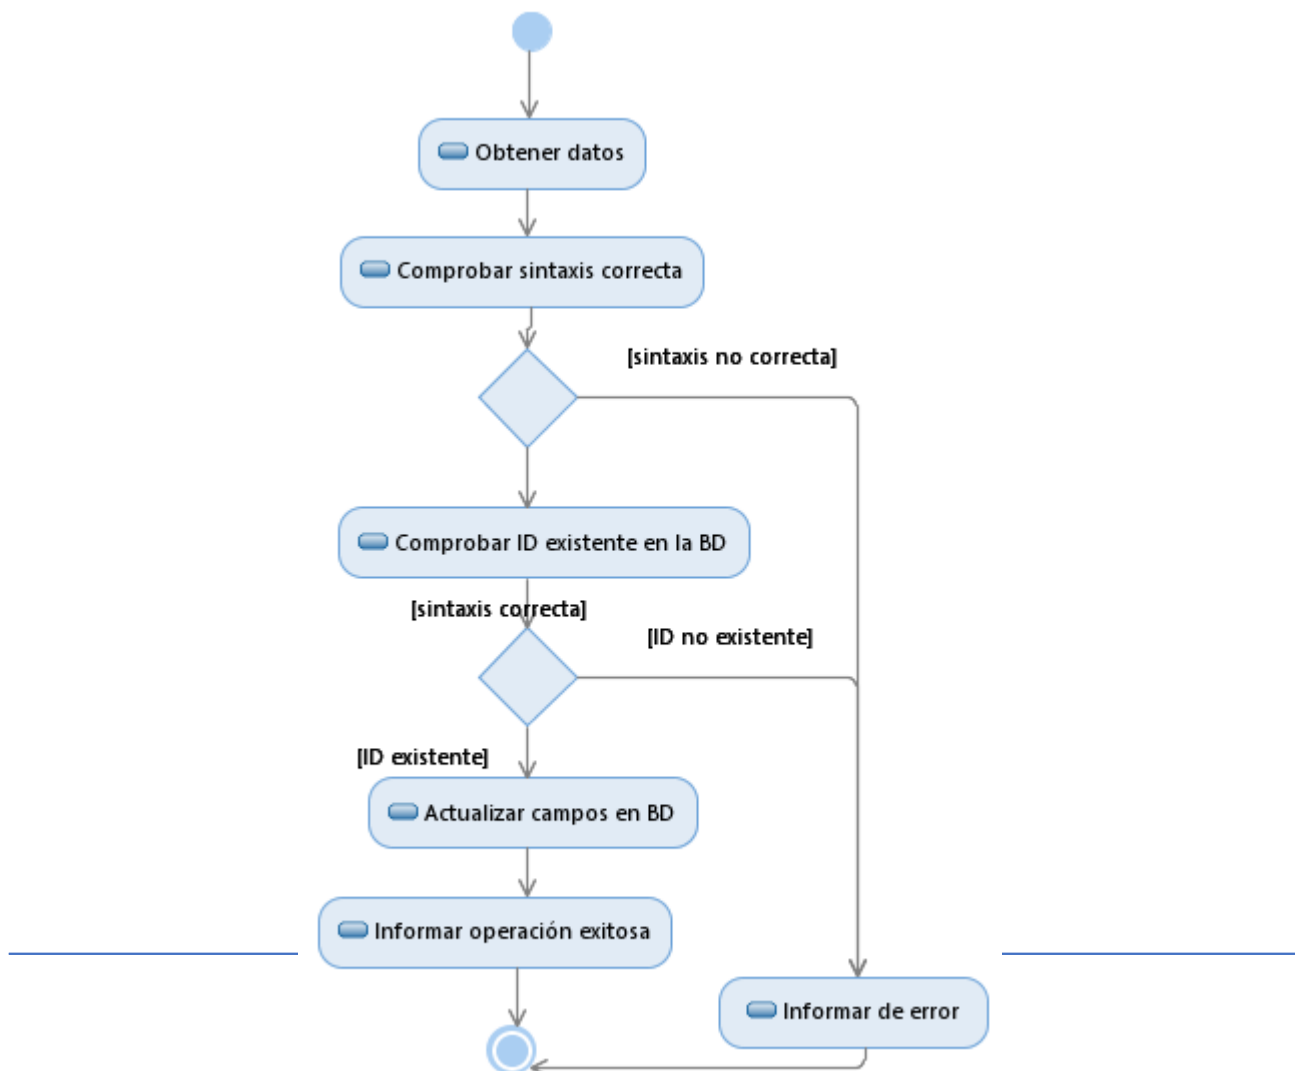 Obtener datos
Comprobar sintaxis correcta
[sintaxis no correcta]
Comprobar ID existente en la BD
[sintaxis correcta]
[ID no existente]
[ID existente]
Actualizar campos en BD
Informar operación exitosa
Informar de error